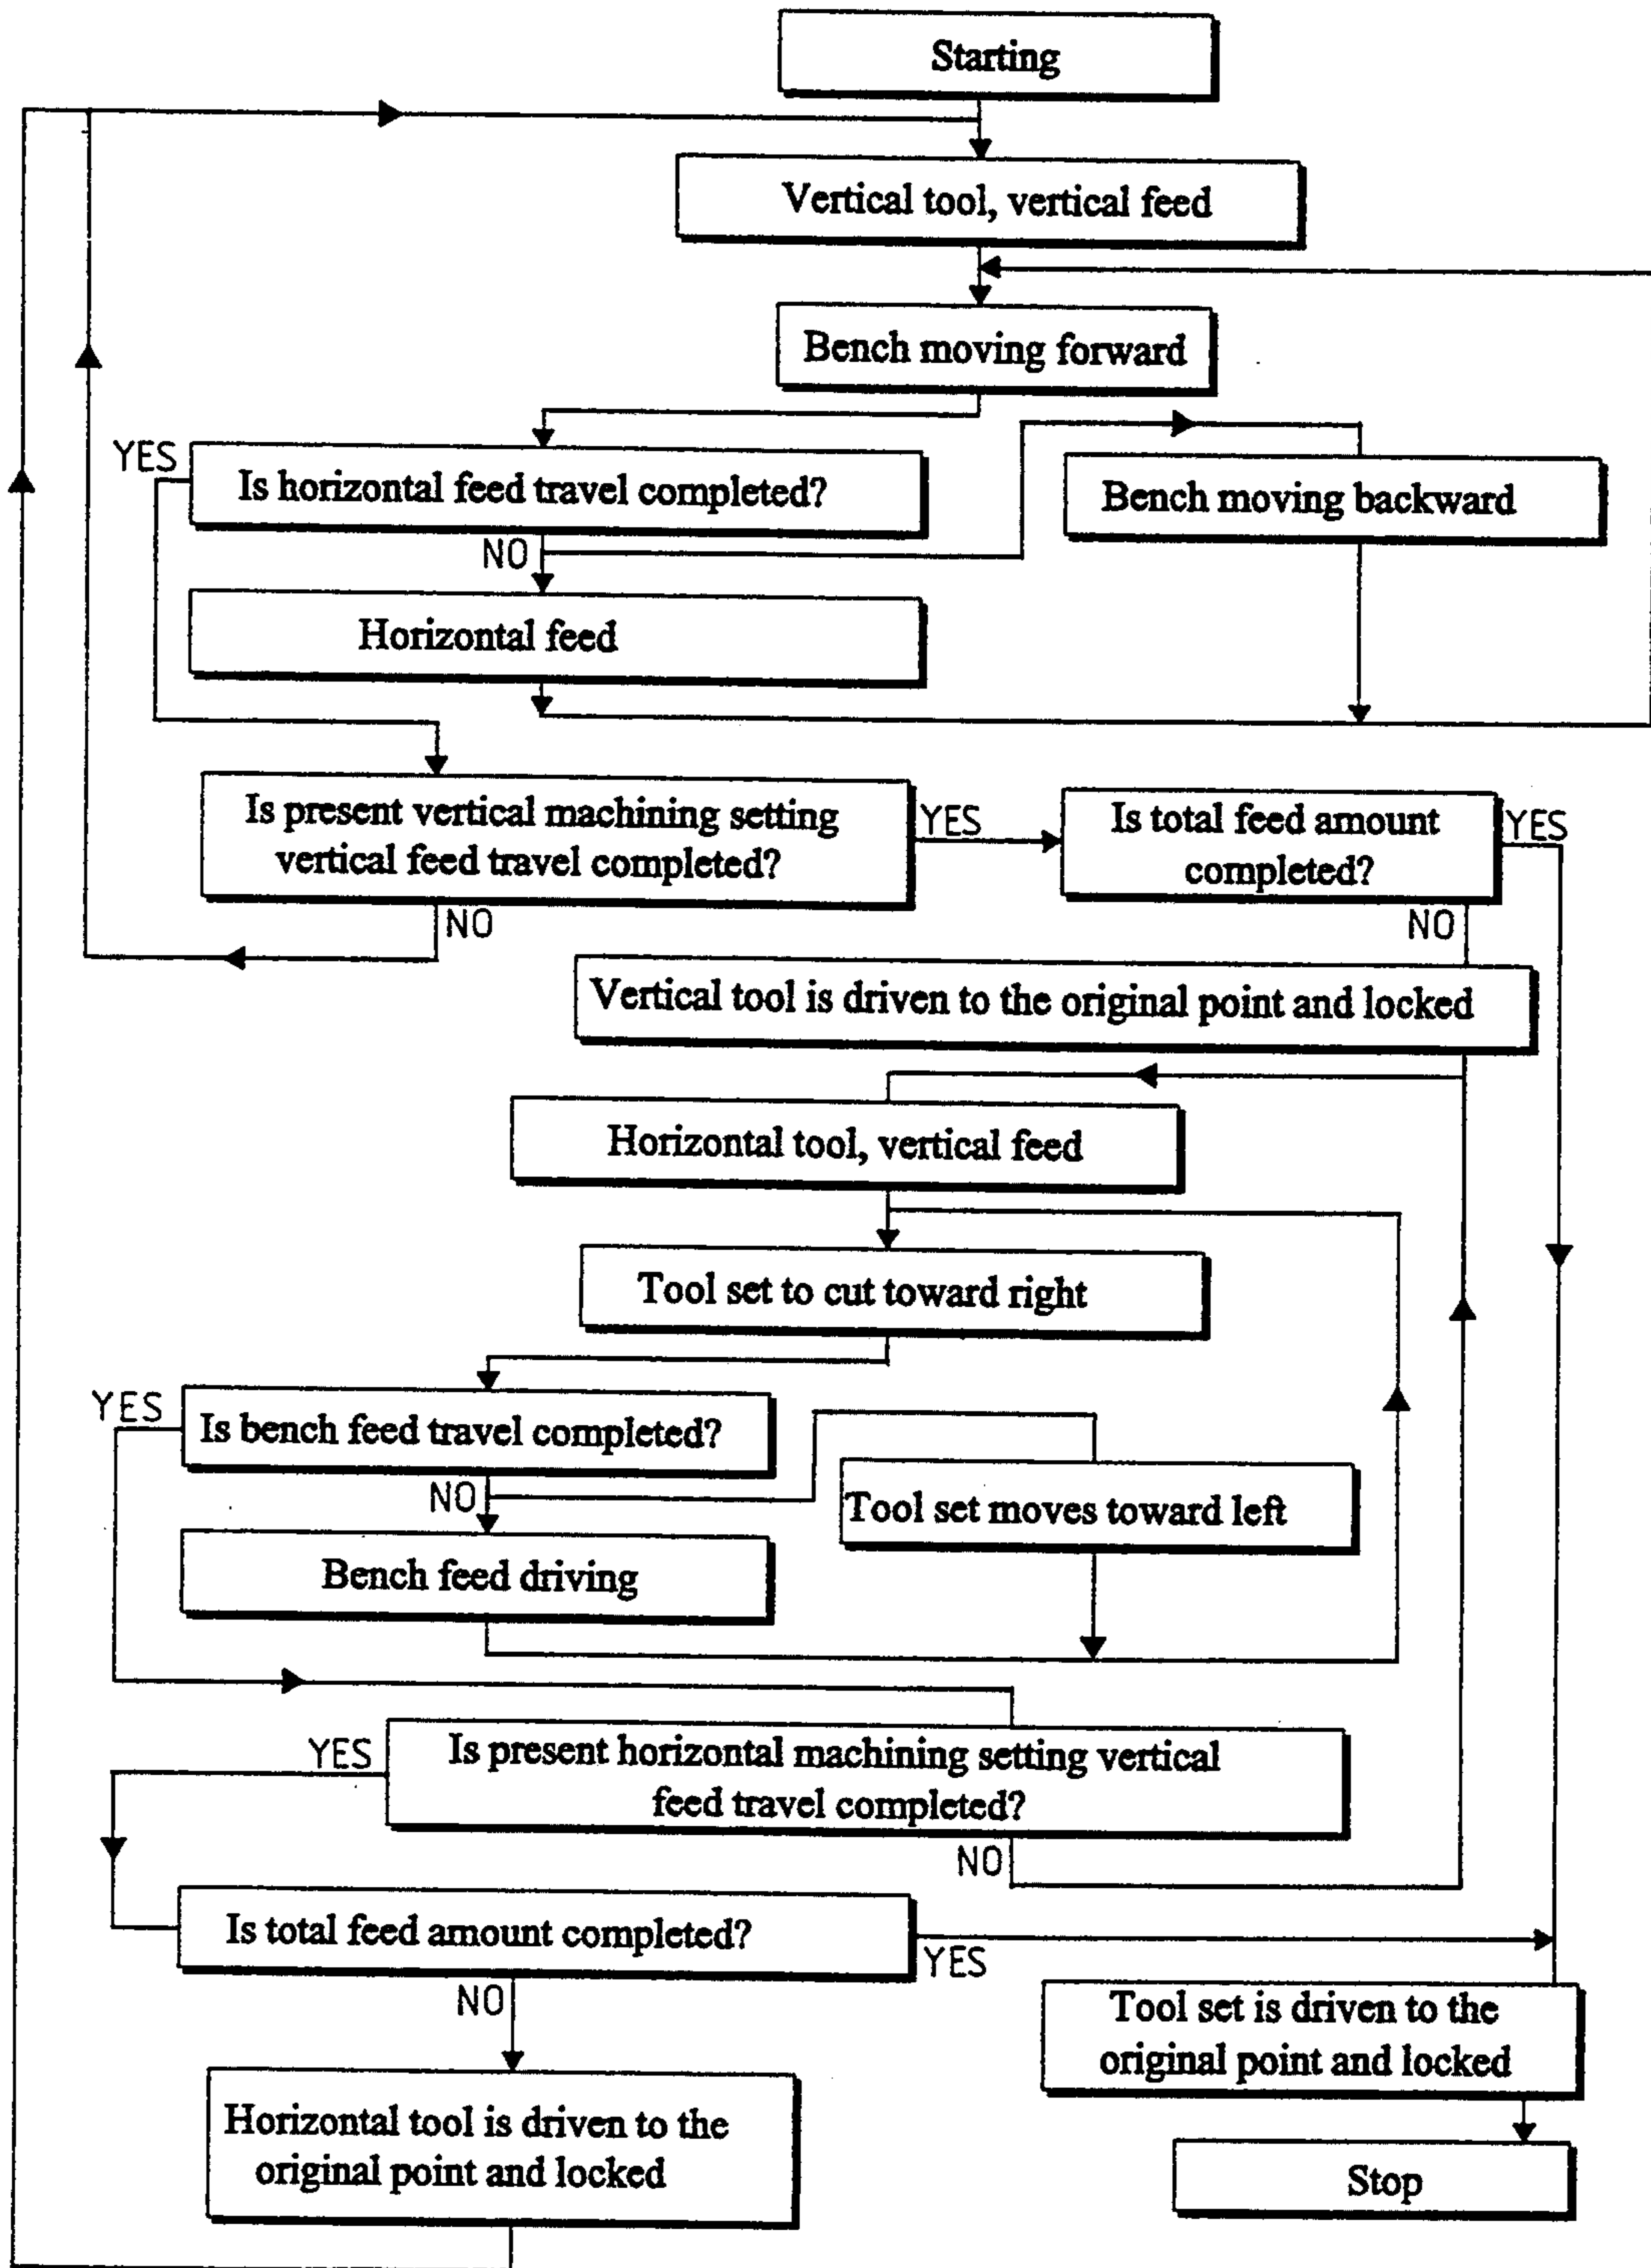 Starting
Vertical tool, vertical feed
Bench moving forward
YES
Is horizontal feed travel completed?
Bench moving backward
NO
Horizontal feed
Is present vertical machining setting
vertical feed travel completed?
YES
Is total feed amount
completed?
YES
NO
NO
Vertical tool is driven to the original point and locked
Horizontal tool, vertical feed
Tool set to cut toward right
YES
Is bench feed travel completed?
NO
Tool set moves toward left
Bench feed driving
YES
Is present horizontal machining setting vertical
feed travel completed?
NO
Is total feed amount completed?
YES
NO
Tool set is driven to the
original point and locked
Horizontal tool is driven to the
original point and locked
Stop